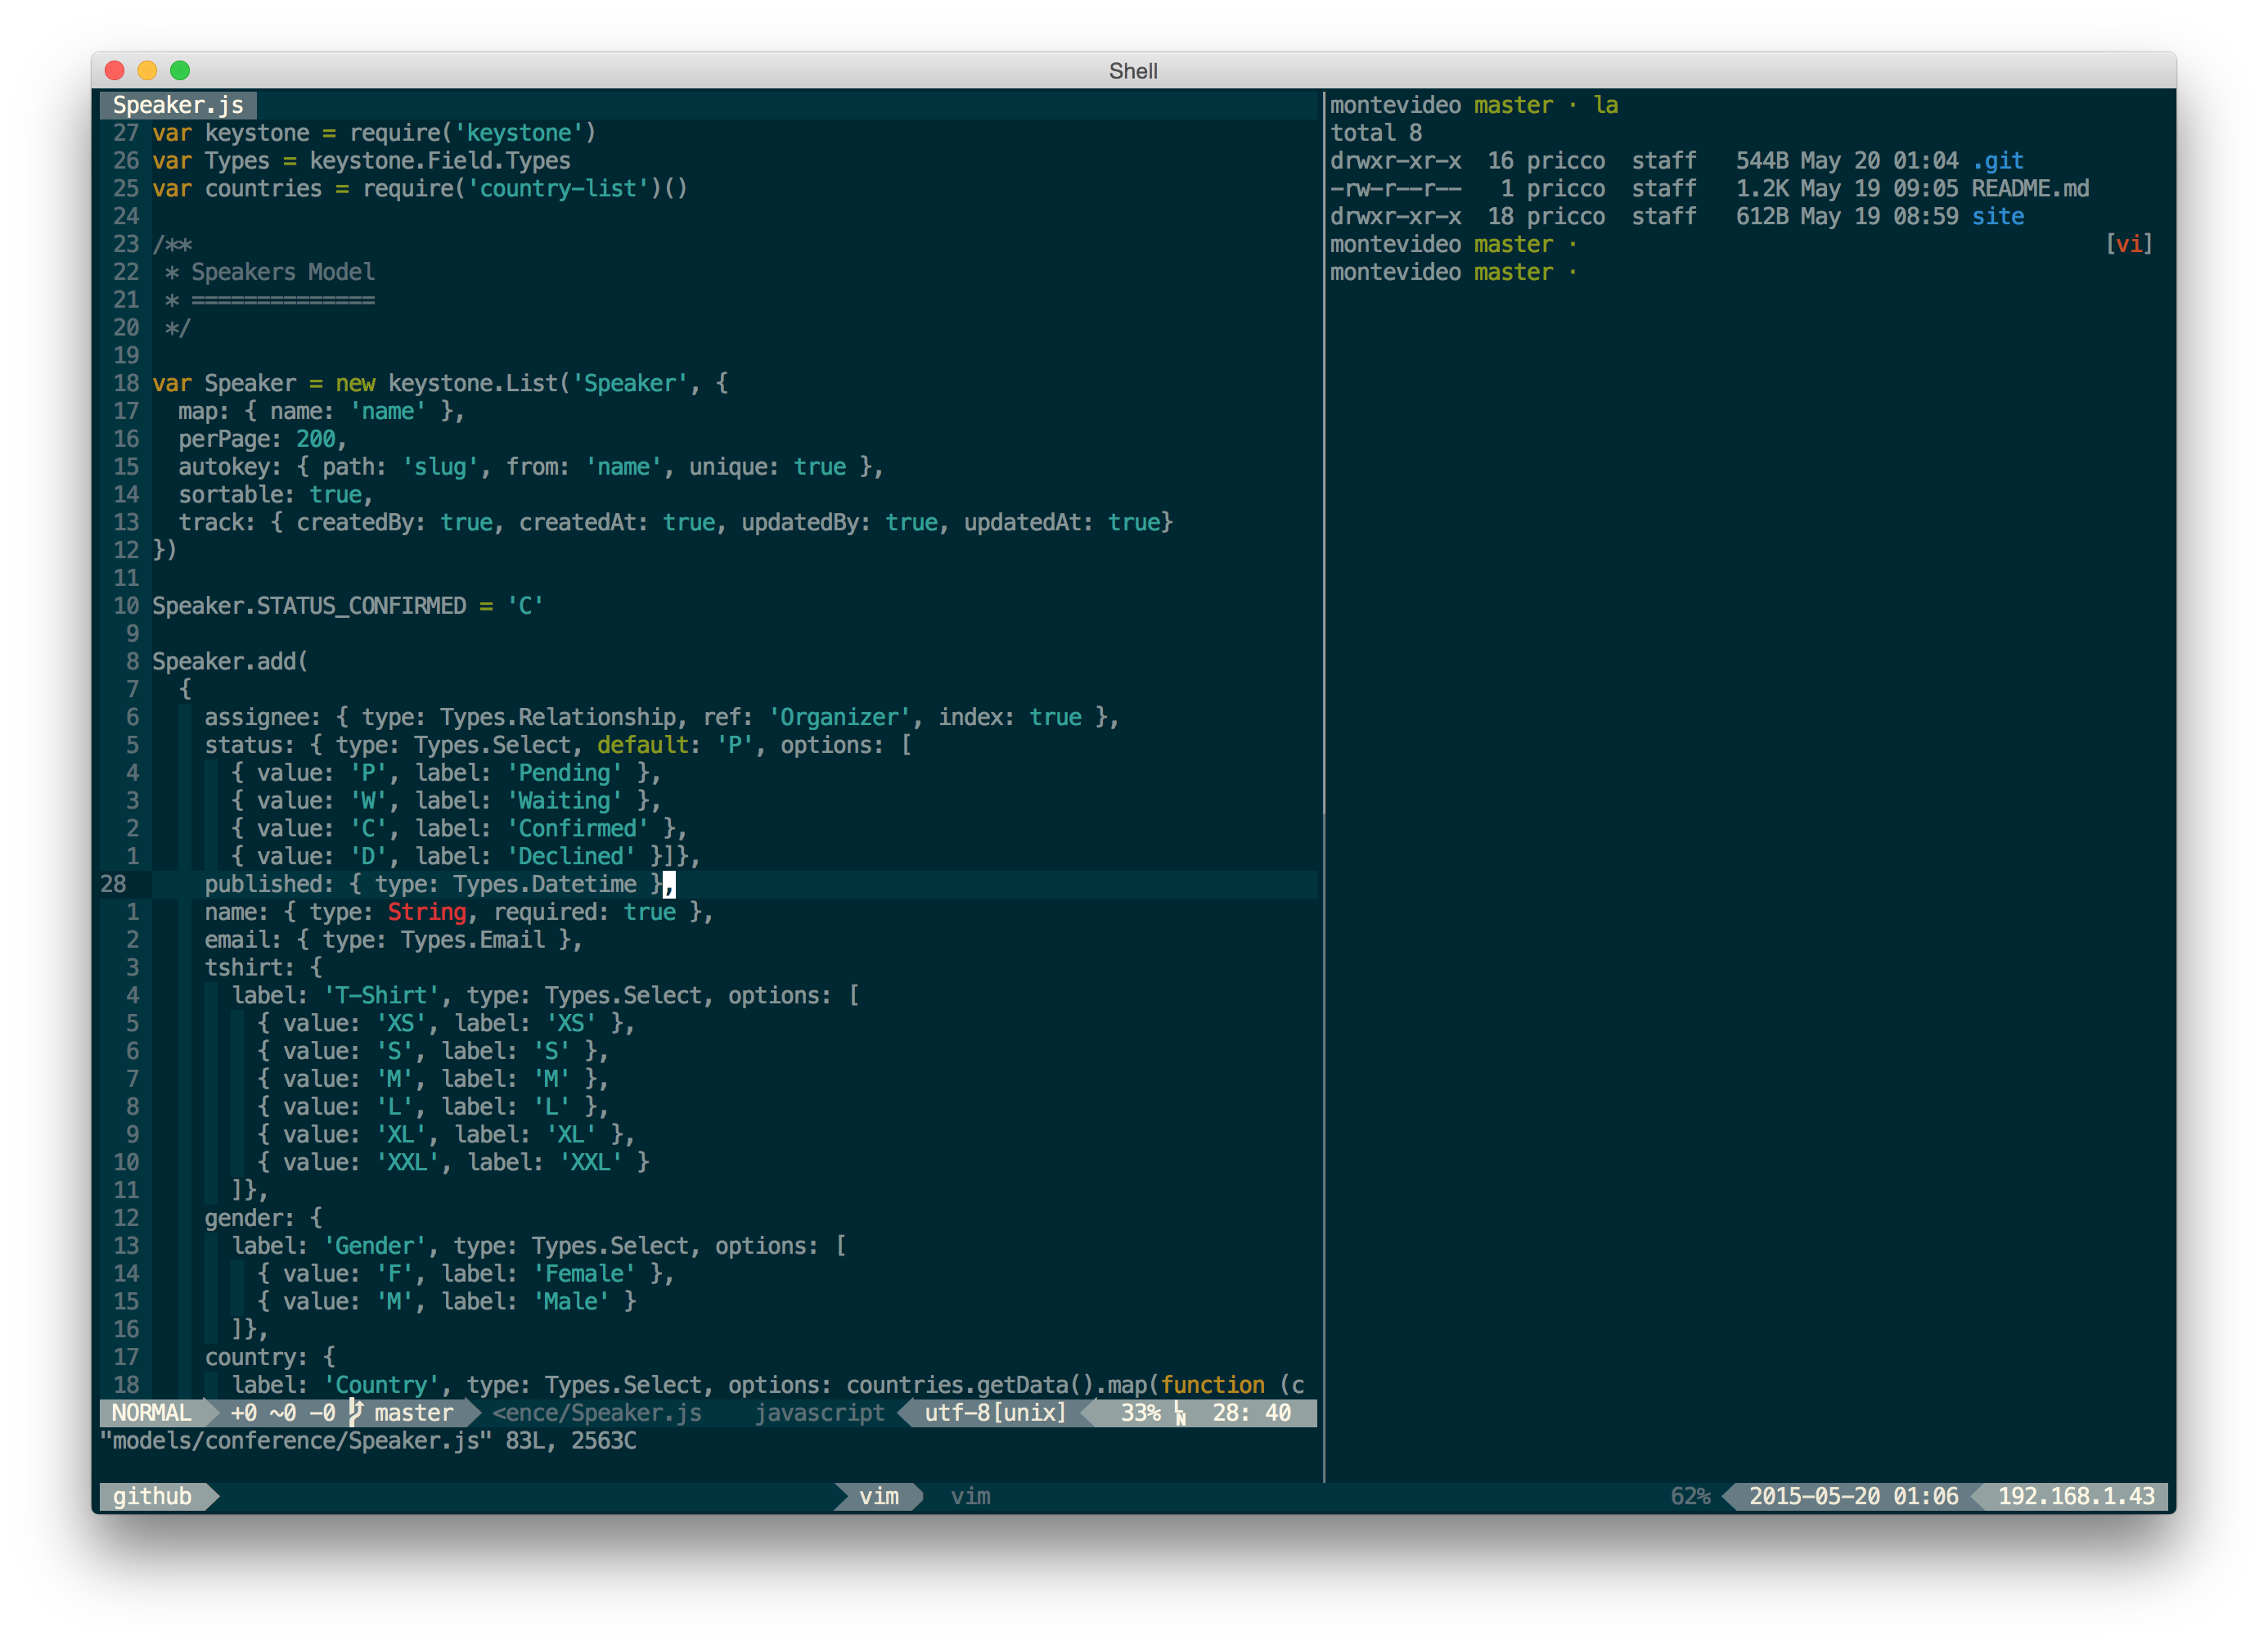 Shell
Speaker.js
27 var keystone = require('keystone')
26 var Types = keystone.Field.Types
25 var countries = require('country-list')()
24
23 /**
22  * Speakers Model
21  * ==============
20  */
19
18 var Speaker = new keystone.List('Speaker', {
17   map: { name: 'name' },
16   perPage: 200,
15   autokey: { path: 'slug', from: 'name', unique: true },
14   sortable: true,
13   track: { createdBy: true, createdAt: true, updatedBy: true, updatedAt: true}
12 })
11
10 Speaker.STATUS_CONFIRMED = 'C'
9
8 Speaker.add(
7   {
6     assignee: { type: Types.Relationship, ref: 'Organizer', index: true },
5     status: { type: Types.Select, default: 'P', options: [
4       { value: 'P', label: 'Pending' },
3       { value: 'W', label: 'Waiting' },
2       { value: 'C', label: 'Confirmed' },
1       { value: 'D', label: 'Declined' }]},
28     published: { type: Types.Datetime },
1     name: { type: String, required: true },
2     email: { type: Types.Email },
3     tshirt: {
4       label: 'T-Shirt', type: Types.Select, options: [
5         { value: 'XS', label: 'XS' },
6         { value: 'S', label: 'S' },
7         { value: 'M', label: 'M' },
8         { value: 'L', label: 'L' },
9         { value: 'XL', label: 'XL' },
10         { value: 'XXL', label: 'XXL' }
11       ]},
12     gender: {
13       label: 'Gender', type: Types.Select, options: [
14         { value: 'F', label: 'Female' },
15         { value: 'M', label: 'Male' }
16       ]},
17     country: {
18       label: 'Country', type: Types.Select, options: countries.getData().map(function (c
NORMAL +0 ~0 -0 master <ence/Speaker.js javascript utf-8[unix] 33% LN 28: 40
"models/conference/Speaker.js" 83L, 2563C
montevideo master · la
total 8
drwxr-xr-x  16 pricco  staff   544B May 20 01:04 .git
-rw-r--r--   1 pricco  staff   1.2K May 19 09:05 README.md
drwxr-xr-x  18 pricco  staff   612B May 19 08:59 site
montevideo master · [vi]
montevideo master ·
github vim vim 62% 2015-05-20 01:06 192.168.1.43